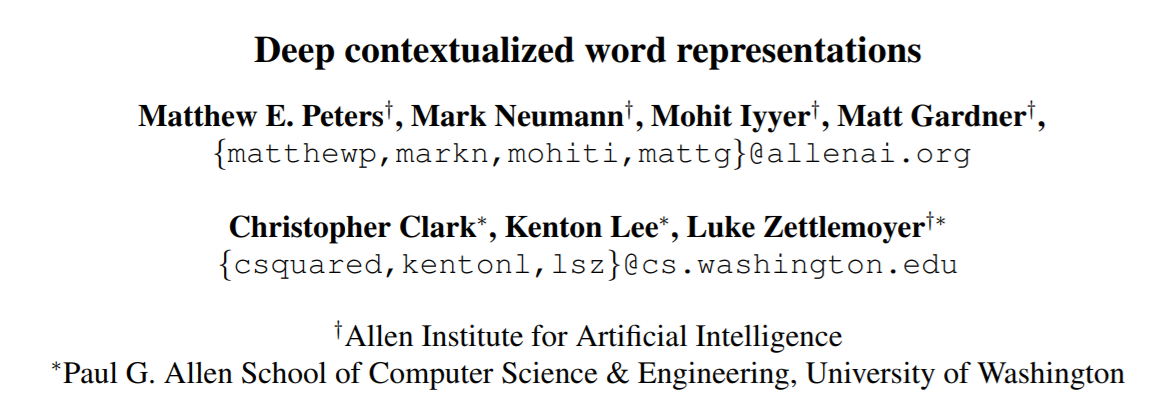 Deep contextualized word representations
Matthew E. Peters†, Mark Neumann†, Mohit Iyyer†, Matt Gardner†,
{matthewp,markn,mohiti,mattg}@allenai.org
Christopher Clark*, Kenton Lee*, Luke Zettlemoyer†*
{csquared,kentonl,lsz}@cs.washington.edu
†Allen Institute for Artificial Intelligence
*Paul G. Allen School of Computer Science & Engineering, University of Washington